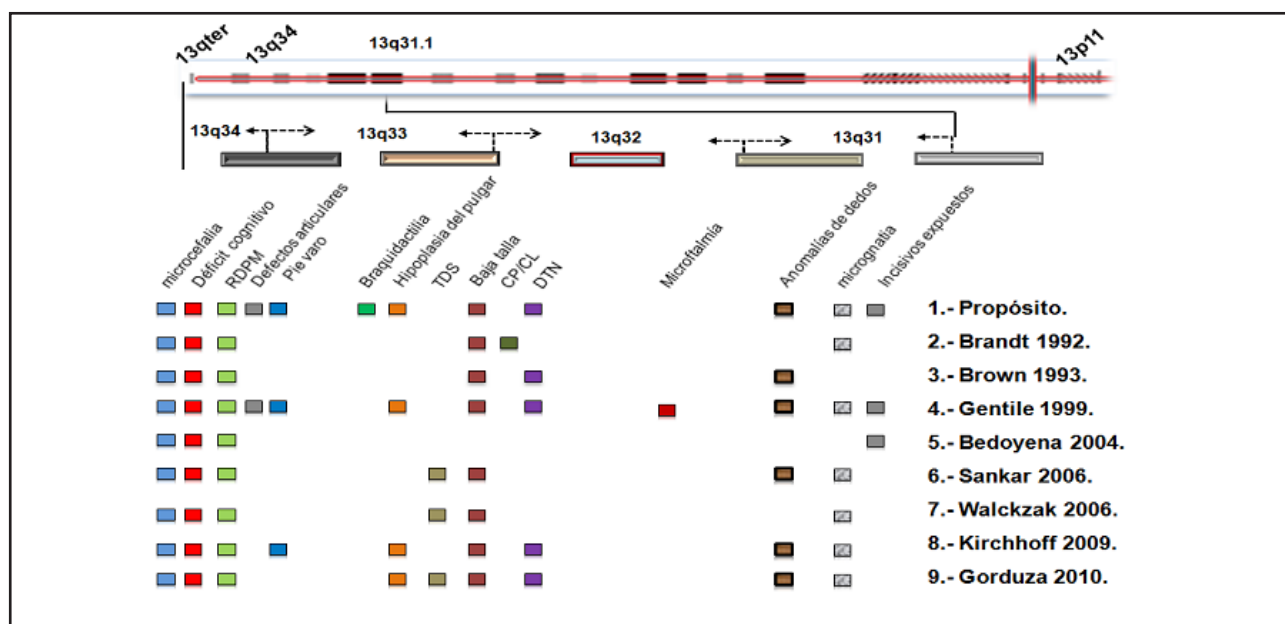 13qter
13q34
13q31.1
13p11
13q34
13q33
13q32
13q31
microcefalia
Déficit cognitivo
RDPM
Defectos articulares
Pie varo
Braquidactilia
Hipoplasia del pulgar
TDS
Baja talla
CP/CL
DTN
Microftalmia
Anomalías de dedos
micrognatia
Incisivos expuestos
1.- Propósito.
2.- Brandt 1992.
3.- Brown 1993.
4.- Gentile 1999.
5.- Bedoyena 2004.
6.- Sankar 2006.
7.- Walckzak 2006.
8.- Kirchhoff 2009.
9.- Gorduza 2010.